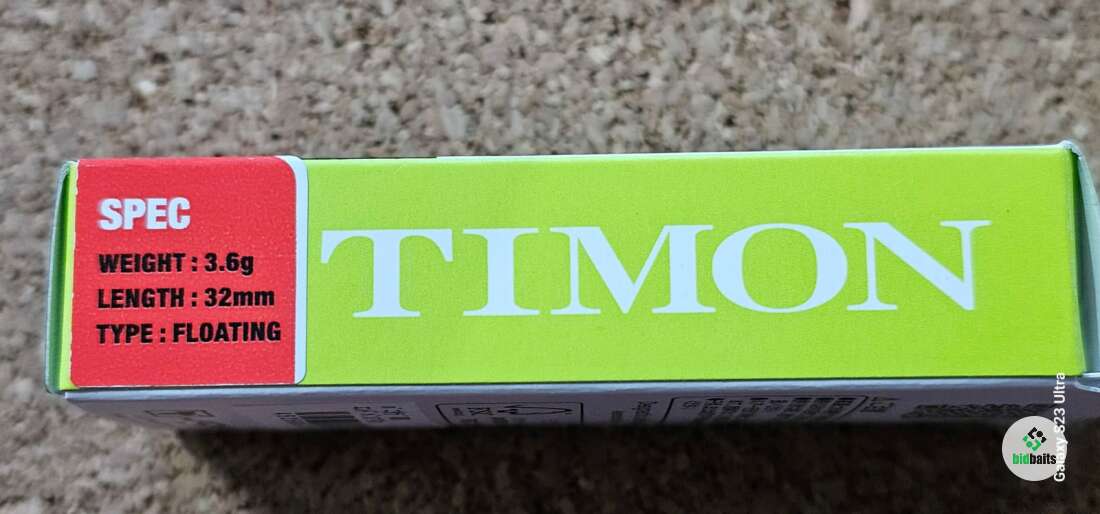 SPEC
WEIGHT : 3.6g
LENGTH : 32mm
TYPE : FLOATING
TIMON
Galaxy S23 Ultra
bidbaits